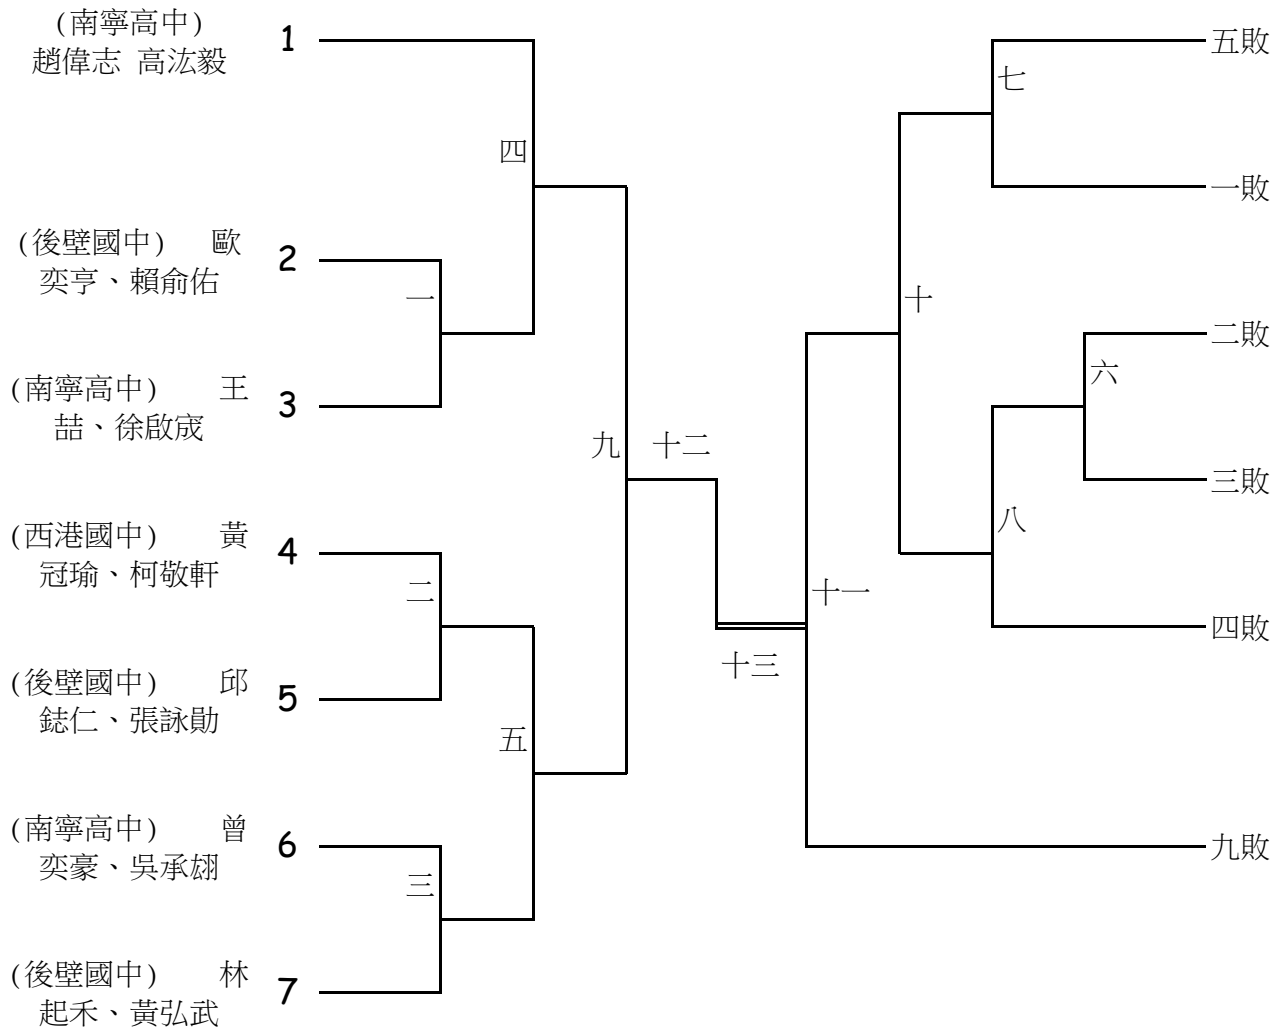 (南寧高中)
趙偉志 高汯毅
1
五敗
七
四
一敗
(後壁國中) 歐
奕亨、賴俞佑
2
一
十
二敗
六
(南寧高中) 王
喆、徐啟宬
3
九
十二
三敗
(西港國中) 黃
冠瑜、柯敬軒
4
八
二
十一
四敗
十三
(後壁國中) 邱
鋕仁、張詠勛
5
五
(南寧高中) 曾
奕豪、吳承翃
6
九敗
三
(後壁國中) 林
起禾、黃弘武
7